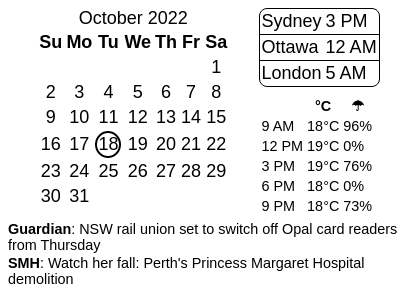 October 2022
Su Mo Tu We Th Fr Sa
1
2 3 4 5 6 7 8
9 10 11 12 13 14 15
16 17 18 19 20 21 22
23 24 25 26 27 28 29
30 31
Sydney 3 PM
Ottawa 12 AM
London 5 AM
°C ☂
9 AM 18°C 96%
12 PM 19°C 0%
3 PM 19°C 76%
6 PM 18°C 0%
9 PM 18°C 73%
Guardian: NSW rail union set to switch off Opal card readers
from Thursday
SMH: Watch her fall: Perth's Princess Margaret Hospital
demolition